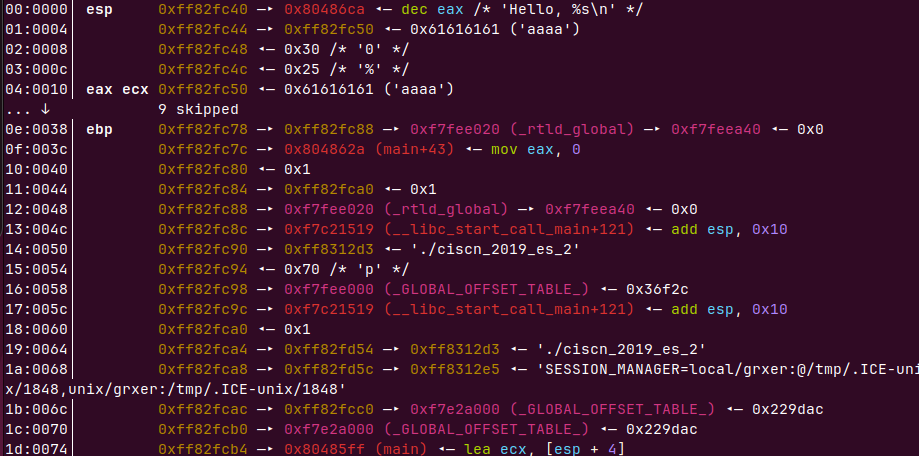 00:0000│ esp     0xff82fc40 —▸ 0x80486ca ◂— dec eax /* 'Hello, %s\n' */
01:0004│         0xff82fc44 —▸ 0xff82fc50 ◂— 0x61616161 ('aaaa')
02:0008│         0xff82fc48 ◂— 0x30 /* '0' */
03:000c│         0xff82fc4c ◂— 0x25 /* '%' */
04:0010│ eax ecx 0xff82fc50 ◂— 0x61616161 ('aaaa')
... ↓            9 skipped
0e:0038│ ebp     0xff82fc78 —▸ 0xff82fc88 —▸ 0xf7fee020 (_rtld_global) —▸ 0xf7feea40 ◂— 0x0
0f:003c│         0xff82fc7c —▸ 0x804862a (main+43) ◂— mov eax, 0
10:0040│         0xff82fc80 ◂— 0x1
11:0044│         0xff82fc84 —▸ 0xff82fca0 ◂— 0x1
12:0048│         0xff82fc88 —▸ 0xf7fee020 (_rtld_global) —▸ 0xf7feea40 ◂— 0x0
13:004c│         0xff82fc8c —▸ 0xf7c21519 (__libc_start_call_main+121) ◂— add esp, 0x10
14:0050│         0xff82fc90 —▸ 0xff8312d3 ◂— './ciscn_2019_es_2'
15:0054│         0xff82fc94 ◂— 0x70 /* 'p' */
16:0058│         0xff82fc98 —▸ 0xf7fee000 (_GLOBAL_OFFSET_TABLE_) ◂— 0x36f2c
17:005c│         0xff82fc9c —▸ 0xf7c21519 (__libc_start_call_main+121) ◂— add esp, 0x10
18:0060│         0xff82fca0 ◂— 0x1
19:0064│         0xff82fca4 —▸ 0xff82fd54 —▸ 0xff8312d3 ◂— './ciscn_2019_es_2'
1a:0068│         0xff82fca8 —▸ 0xff82fd5c —▸ 0xff8312e5 ◂— 'SESSION_MANAGER=local/grxer:@/tmp/.ICE-uni
x/1848,unix/grxer:/tmp/.ICE-unix/1848'
1b:006c│         0xff82fcac —▸ 0xff82fcc0 —▸ 0xf7e2a000 (_GLOBAL_OFFSET_TABLE_) ◂— 0x229dac
1c:0070│         0xff82fcb0 —▸ 0xf7e2a000 (_GLOBAL_OFFSET_TABLE_) ◂— 0x229dac
1d:0074│         0xff82fcb4 —▸ 0x80485ff (main) ◂— lea ecx, [esp + 4]